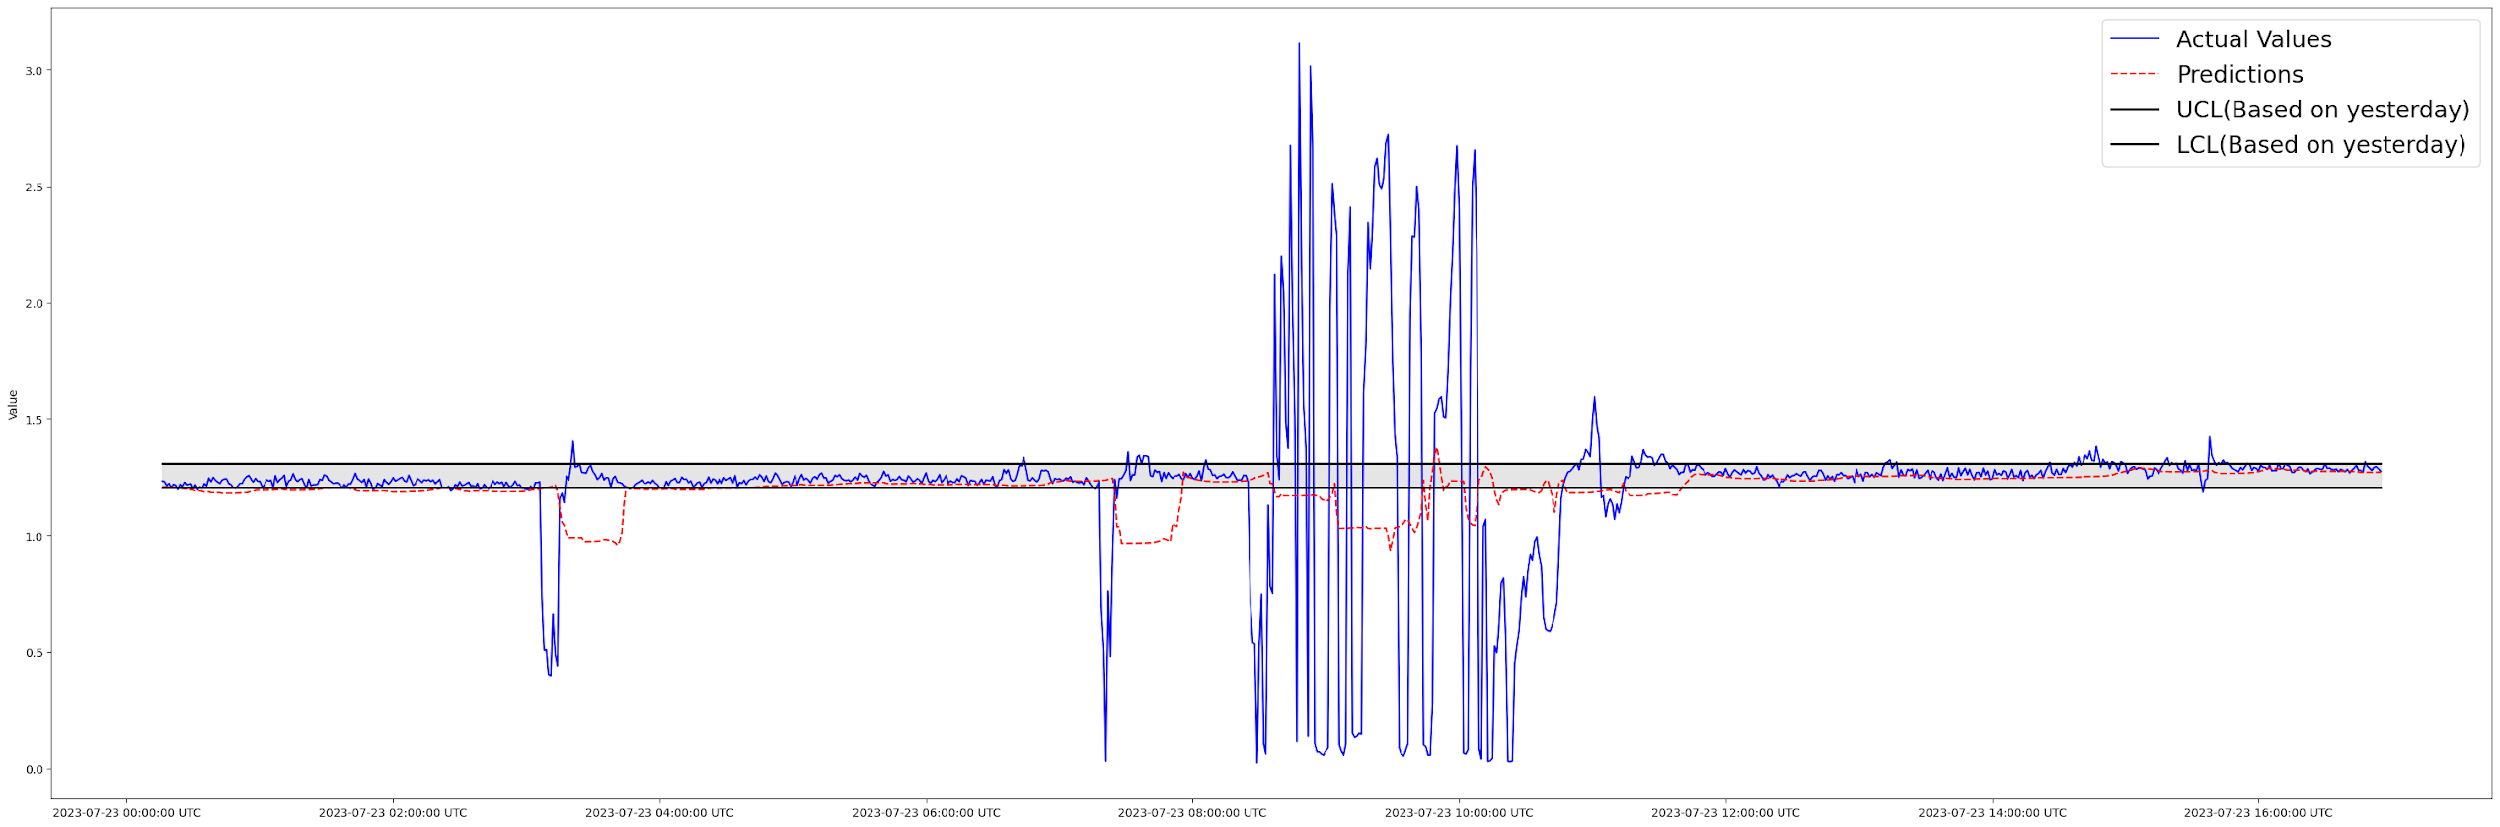 Actual Values
Predictions
UCL(Based on yesterday)
LCL(Based on yesterday)
3.0
2.5
2.0
1.5
1.0
0.5
0.0
Value
2023-07-23 00:00:00 UTC
2023-07-23 02:00:00 UTC
2023-07-23 04:00:00 UTC
2023-07-23 06:00:00 UTC
2023-07-23 08:00:00 UTC
2023-07-23 10:00:00 UTC
2023-07-23 12:00:00 UTC
2023-07-23 14:00:00 UTC
2023-07-23 16:00:00 UTC